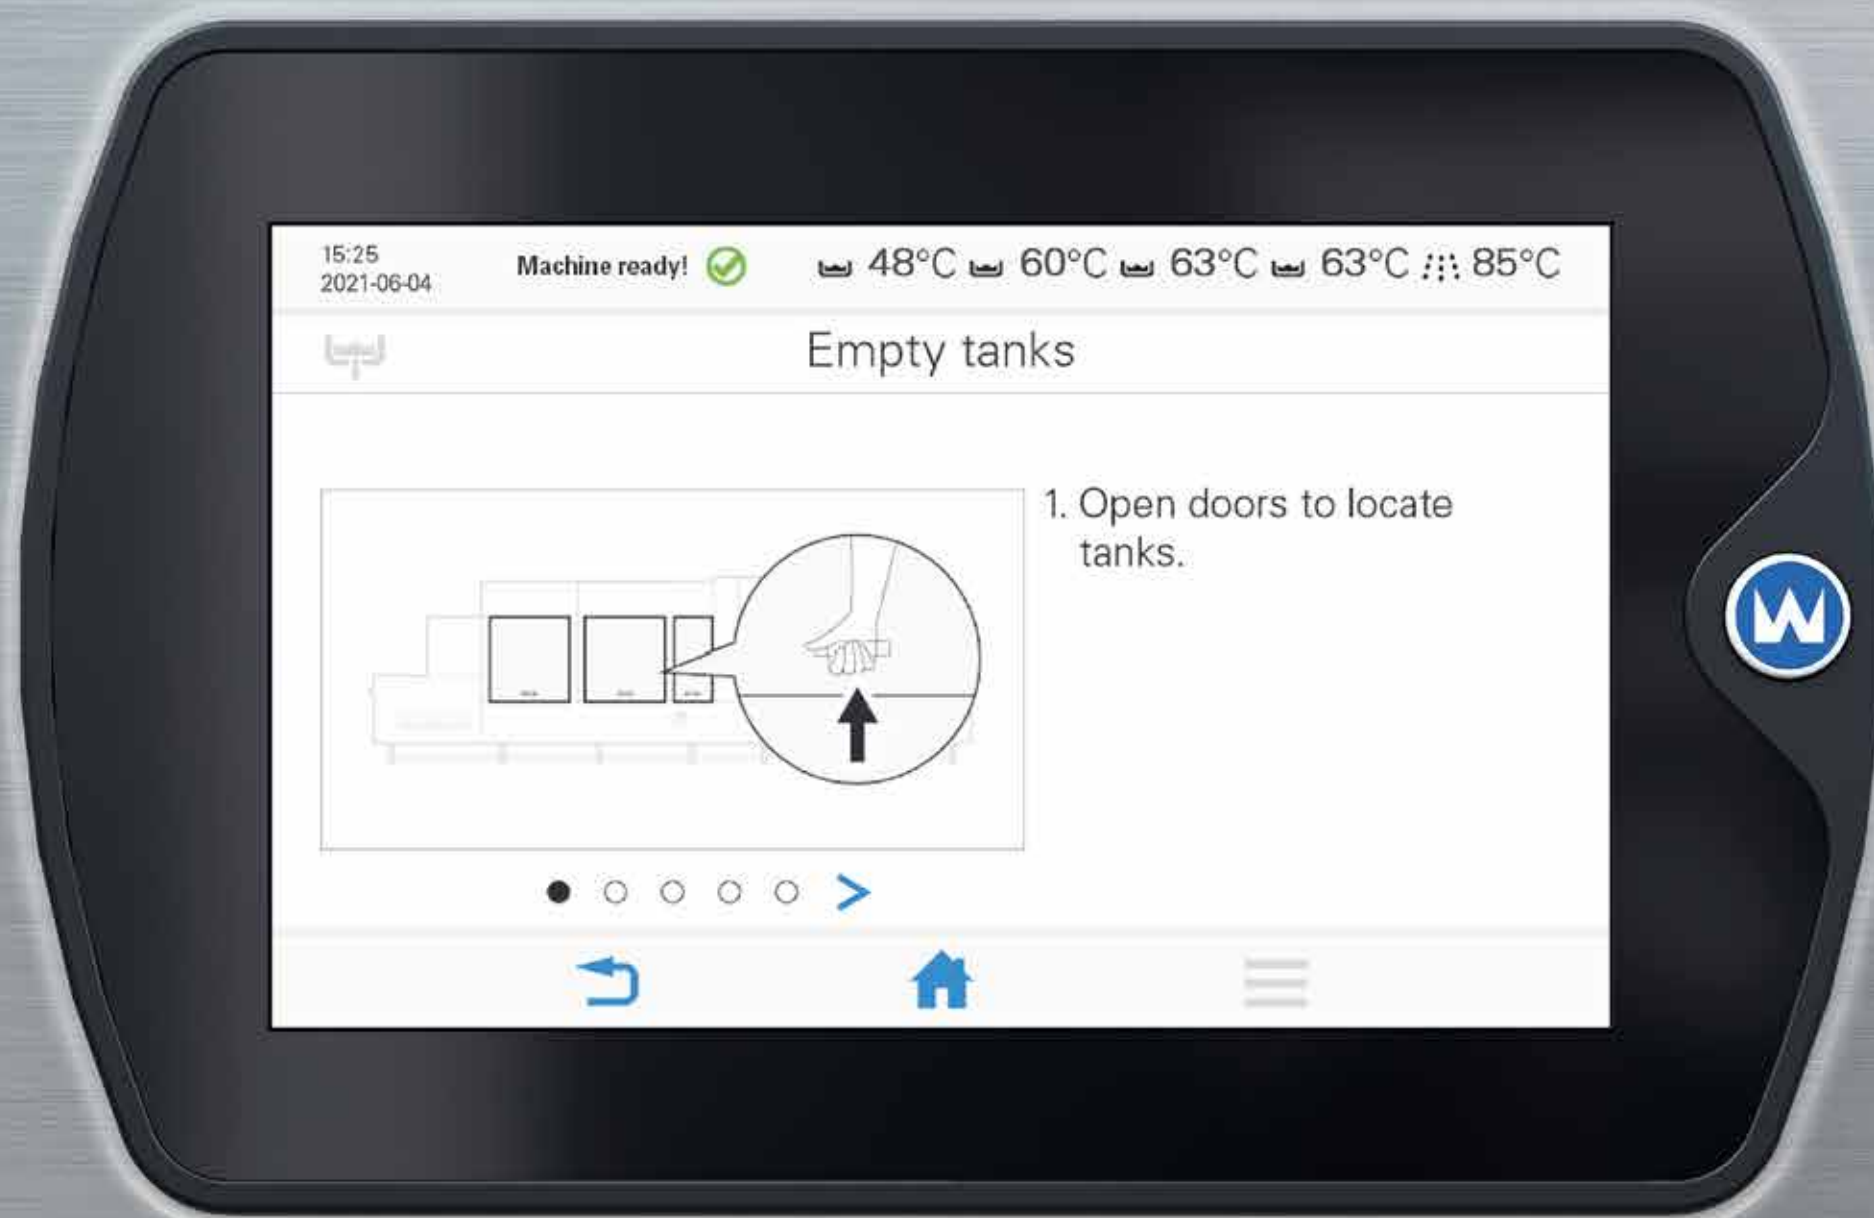 15:25
2021-06-04
Machine ready!
48°C 60°C 63°C 63°C 85°C
Empty tanks
1. Open doors to locate
tanks.
W